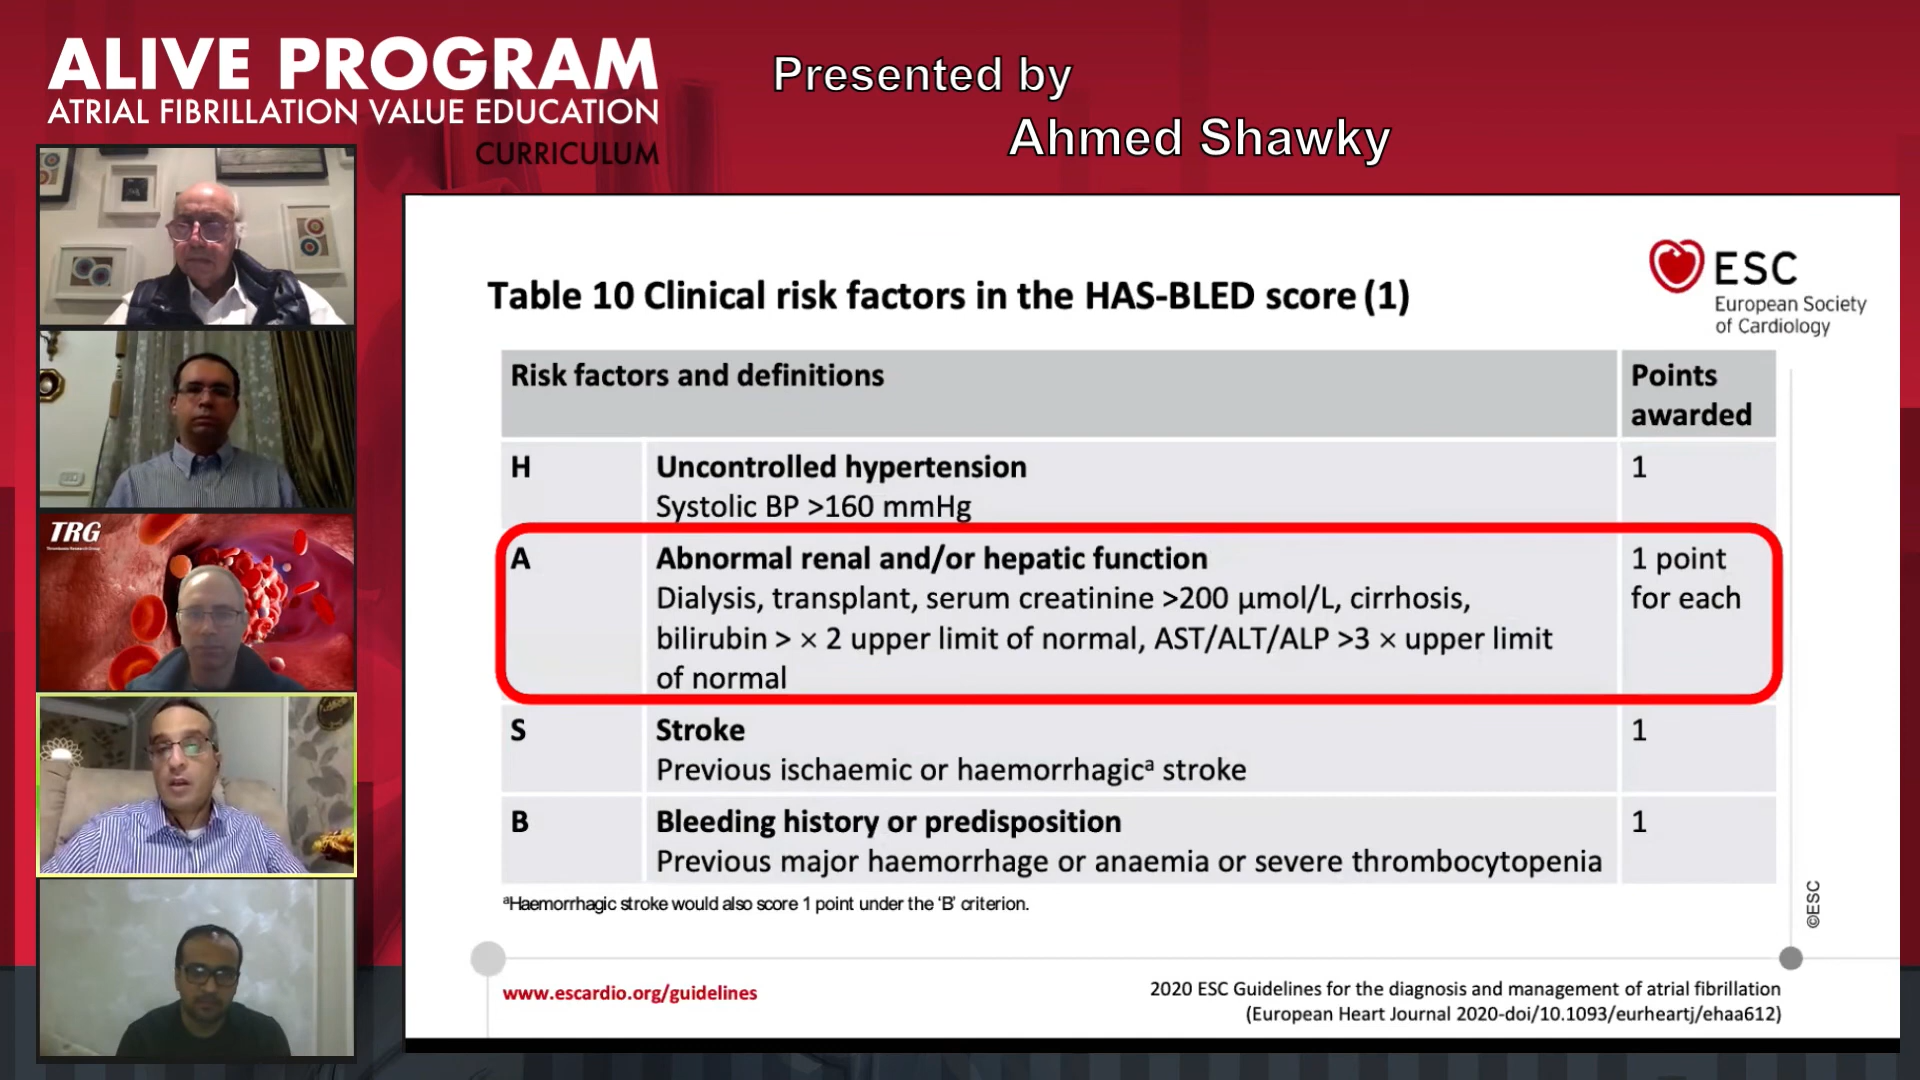 ALIVE PROGRAM
ATRIAL FIBRILLATION VALUE EDUCATION
CURRICULUM
Presented by
Ahmed Shawky
TRG
ESC
European Society
of Cardiology
Table 10 Clinical risk factors in the HAS-BLED score (1)
Risk factors and definitions
Points
awarded
H
Uncontrolled hypertension
1
Systolic BP >160 mmHg
A
Abnormal renal and/or hepatic function
1 point
Dialysis, transplant, serum creatinine >200 µmol/L, cirrhosis,
for each
bilirubin > × 2 upper limit of normal, AST/ALT/ALP >3 × upper limit
of normal
S
Stroke
1
Previous ischaemic or haemorrhagicª stroke
B
Bleeding history or predisposition
1
Previous major haemorrhage or anaemia or severe thrombocytopenia
ªHaemorrhagic stroke would also score 1 point under the 'B' criterion.
©ESC
www.escardio.org/guidelines
2020 ESC Guidelines for the diagnosis and management of atrial fibrillation
(European Heart Journal 2020-doi/10.1093/eurheartj/ehaa612)